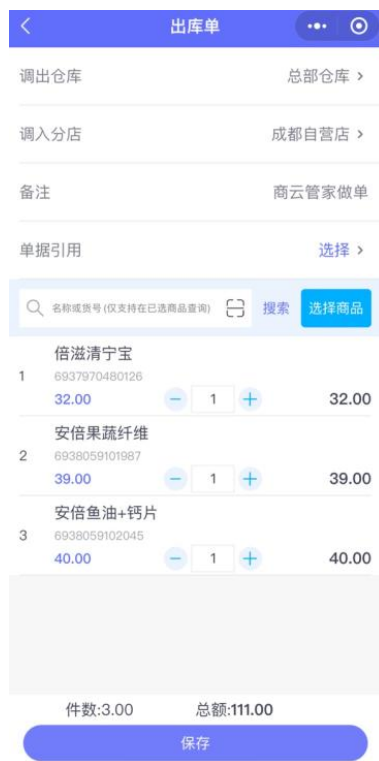 出库单
调出仓库 总部仓库 >
调入分店 成都自营店 >
备注 商云管家做单
单据引用 选择 >
名称或货号(仅支持在已选商品查询) 搜索 选择商品
倍滋清宁宝
1 6937970480126
32.00 − 1 + 32.00
安倍果蔬纤维
2 6938059101987
39.00 − 1 + 39.00
安倍鱼油+钙片
3 6938059102045
40.00 − 1 + 40.00
件数:3.00 总额:111.00
保存